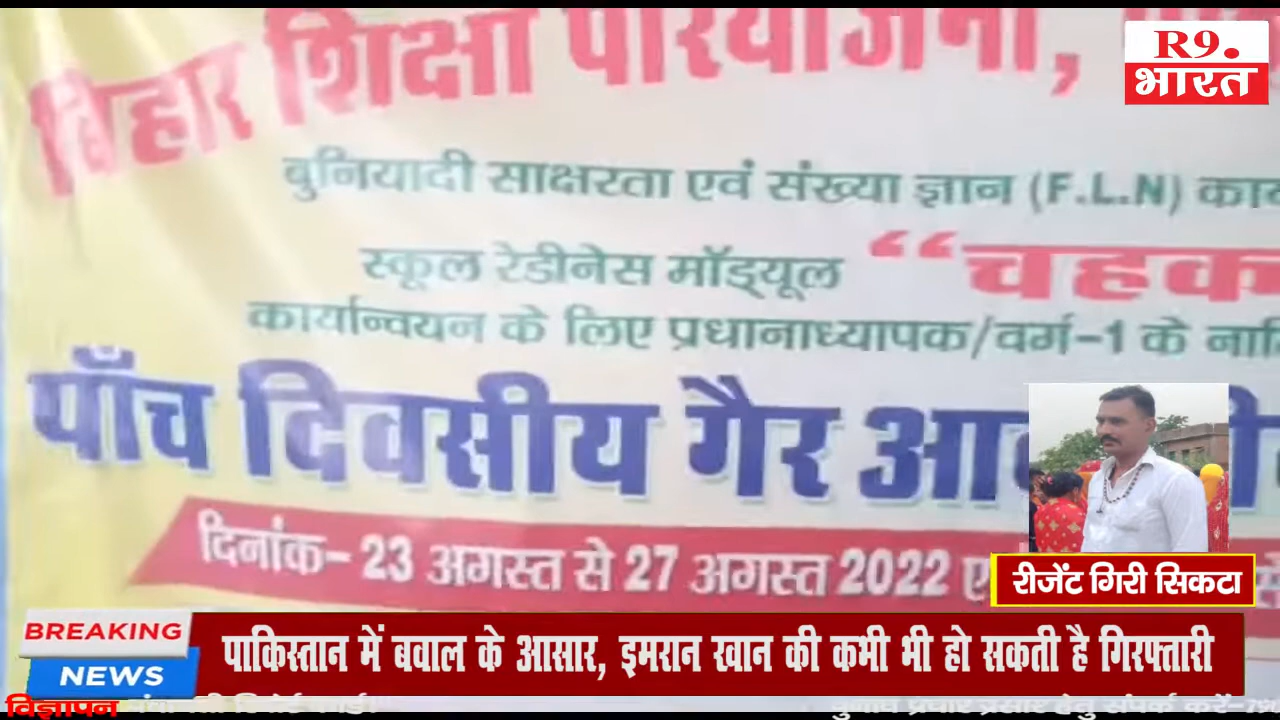 R9.
भारत
बिहार शिक्षा परियोजना,
बुनियादी साक्षरता एवं संख्या ज्ञान (F.L.N)
स्कूल रेडीनेस मॉड्यूल “चहक
कार्यान्वयन के लिए प्रधानाध्यापक/वर्ग-1 के
पाँच दिवसीय गैर
दिनांक- 23 अगस्त से 27 अगस्त 2022
रीजेंट गिरी सिकटा
BREAKING
NEWS
पाकिस्तान में बवाल के आसार, इमरान खान की कभी भी हो सकती है गिरफ्तारी
विज्ञापन